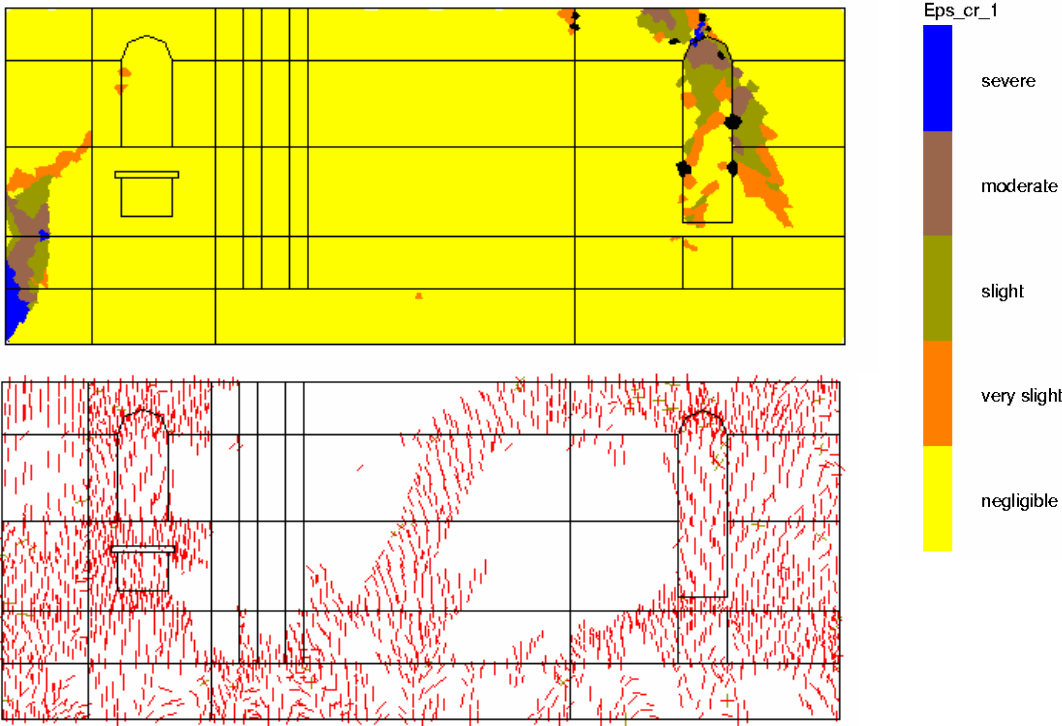 Eps_cr_1
severe
moderate
slight
very slight
negligible